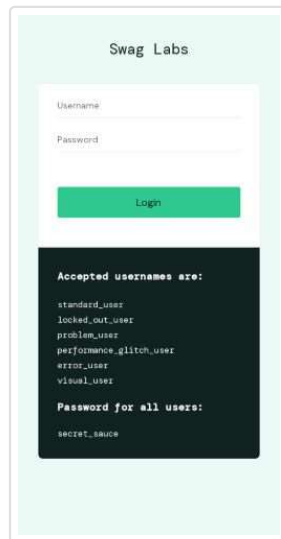 Swag Labs
Username
Password
Login
Accepted usernames are:
standard_user
locked_out_user
problem_user
performance_glitch_user
error_user
visual_user
Password for all users:
secret_sauce